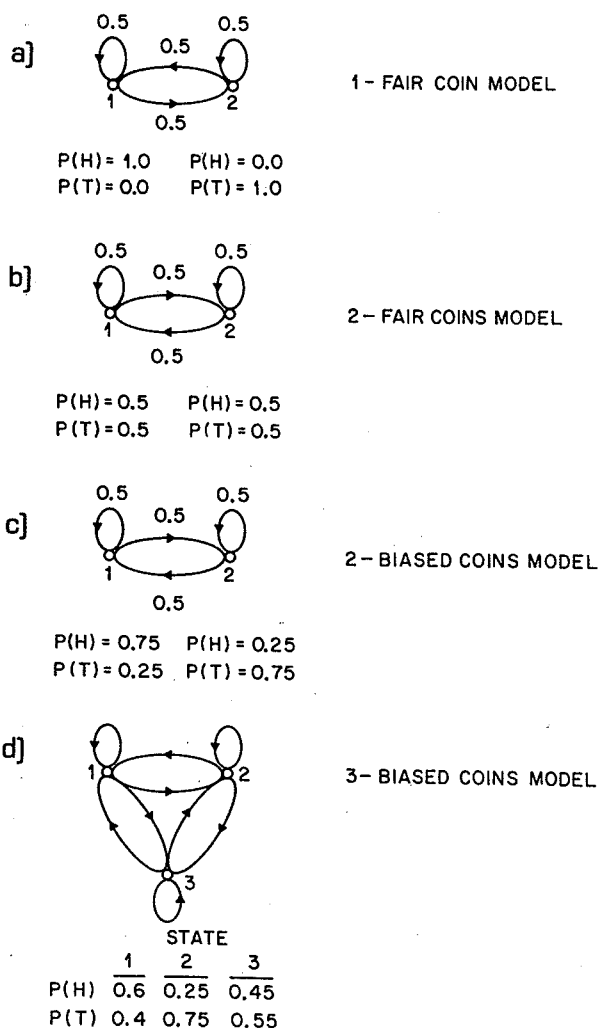 a]
0.5 0.5
0.5
1 2
0.5
1 – FAIR COIN MODEL
P(H) = 1.0 P(H) = 0.0
P(T) = 0.0 P(T) = 1.0
b]
0.5 0.5
0.5
1 2
0.5
2 – FAIR COINS MODEL
P(H) = 0.5 P(H) = 0.5
P(T) = 0.5 P(T) = 0.5
c]
0.5 0.5
0.5
1 2
0.5
2 – BIASED COINS MODEL
P(H) = 0.75 P(H) = 0.25
P(T) = 0.25 P(T) = 0.75
d]
1 2
3
3 – BIASED COINS MODEL
STATE
1 2 3
P(H) 0.6 0.25 0.45
P(T) 0.4 0.75 0.55